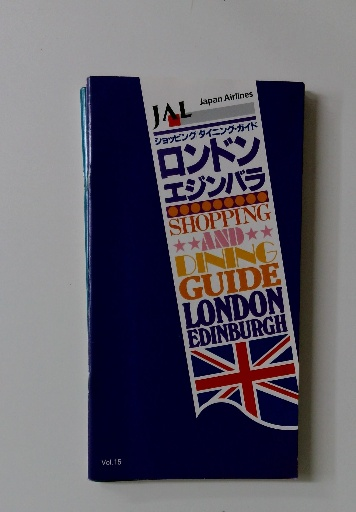 JAL Japan Airlines
ショッピング タイニング・ガイド
ロンドン
エジンバラ
SHOPPING
★★AND★★
DINING
GUIDE
LONDON
EDINBURGH
Vol.15